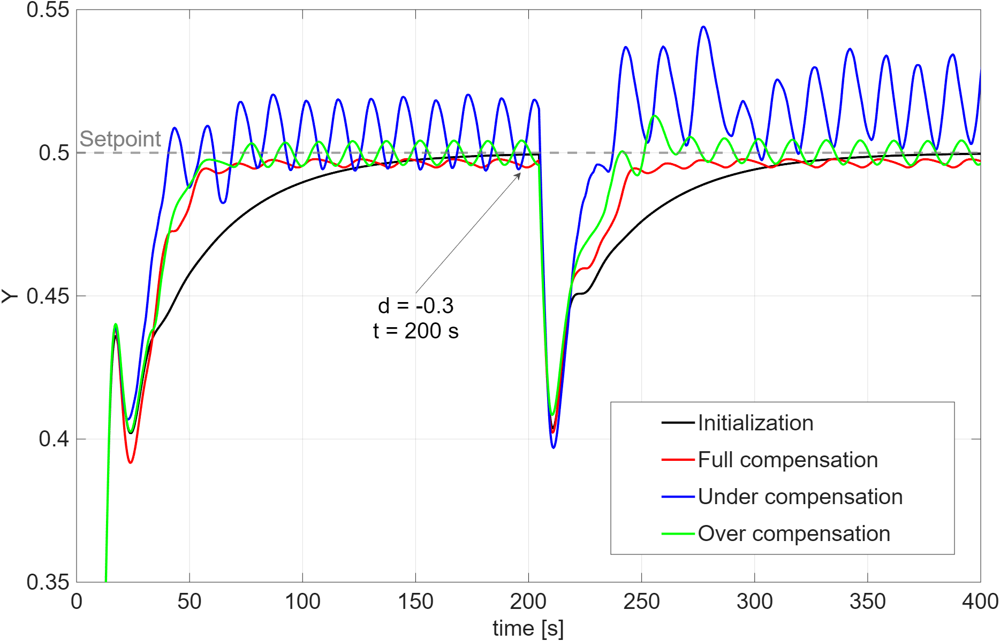 0.55
0.5
0.45
0.4
0.35
Y
Setpoint
d = -0.3
t = 200 s
Initialization
Full compensation
Under compensation
Over compensation
0 50 100 150 200 250 300 350 400
time [s]